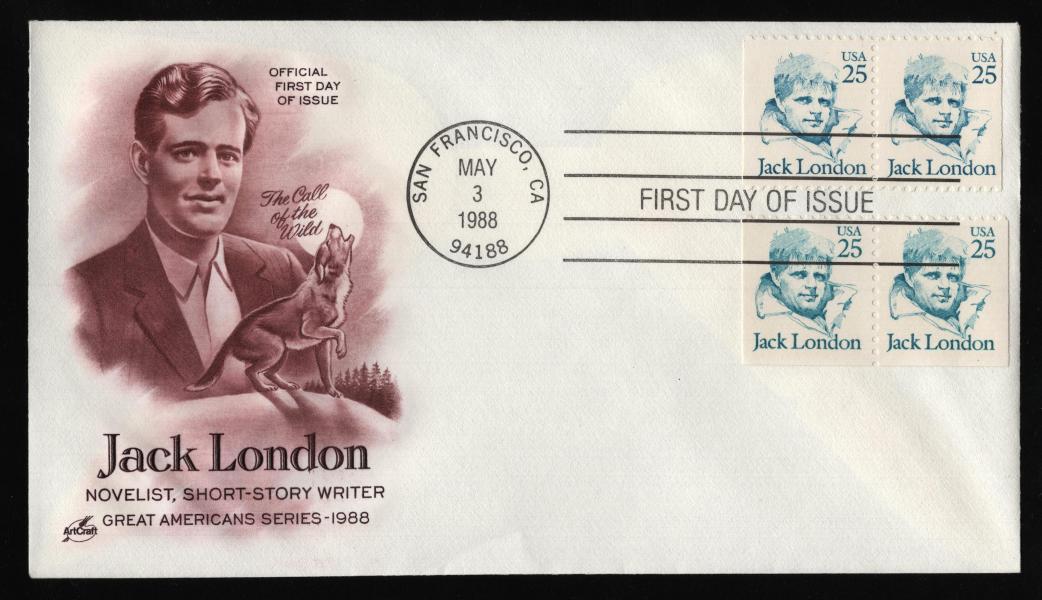 OFFICIAL
FIRST DAY
OF ISSUE
The Call
Of the
Wild
Jack London
NOVELIST, SHORT-STORY WRITER
GREAT AMERICANS SERIES-1988
ArtCraft
SAN FRANCISCO, CA
MAY
3
1988
94188
FIRST DAY OF ISSUE
USA
25
Jack London
USA
25
Jack London
USA
25
Jack London
USA
25
Jack London